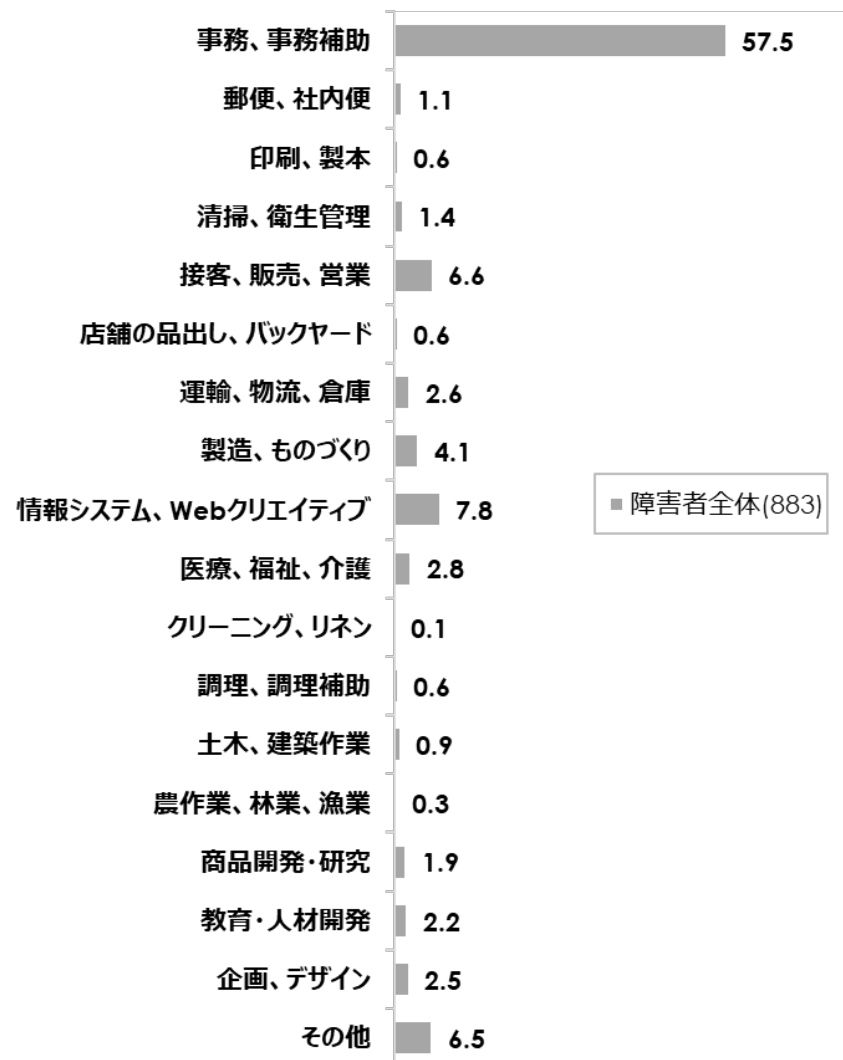 事務、事務補助 57.5
郵便、社内便 1.1
印刷、製本 0.6
清掃、衛生管理 1.4
接客、販売、営業 6.6
店舗の品出し、バックヤード 0.6
運輸、物流、倉庫 2.6
製造、ものづくり 4.1
情報システム、Webクリエイティブ 7.8
■障害者全体(883)
医療、福祉、介護 2.8
クリーニング、リネン 0.1
調理、調理補助 0.6
土木、建築作業 0.9
農作業、林業、漁業 0.3
商品開発・研究 1.9
教育・人材開発 2.2
企画、デザイン 2.5
その他 6.5